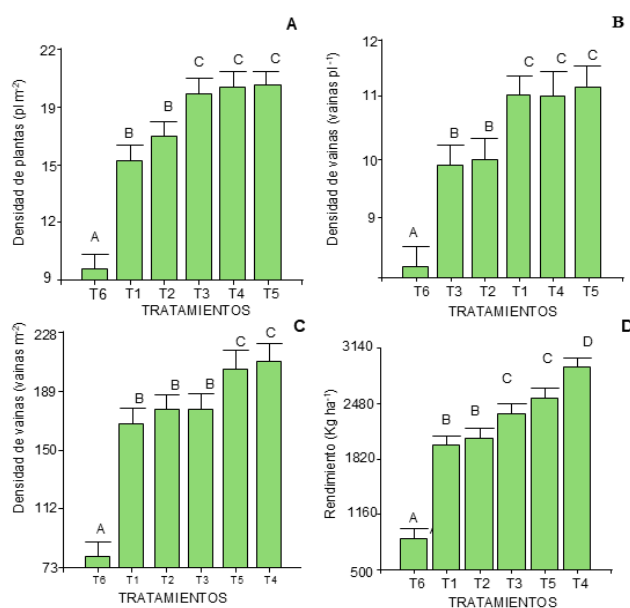 A
Densidad de plantas (pl m-2)
22
19
15
12
9
A
B
B
C
C
C
T6 T1 T2 T3 T4 T5
TRATAMIENTOS
B
Densidad de vainas (vainas pl-1)
12
11
10
9
A
B
B
C
C
C
T6 T3 T2 T1 T4 T5
TRATAMIENTOS
C
Densidad de vainas (vainas m-2)
228
189
150
112
73
A
B
B
B
C
C
T6 T1 T2 T3 T5 T4
TRATAMIENTOS
D
Rendimiento (Kg ha-1)
3140
2480
1820
1160
500
A
B
B
C
C
D
T6 T1 T2 T3 T5 T4
TRATAMIENTOS